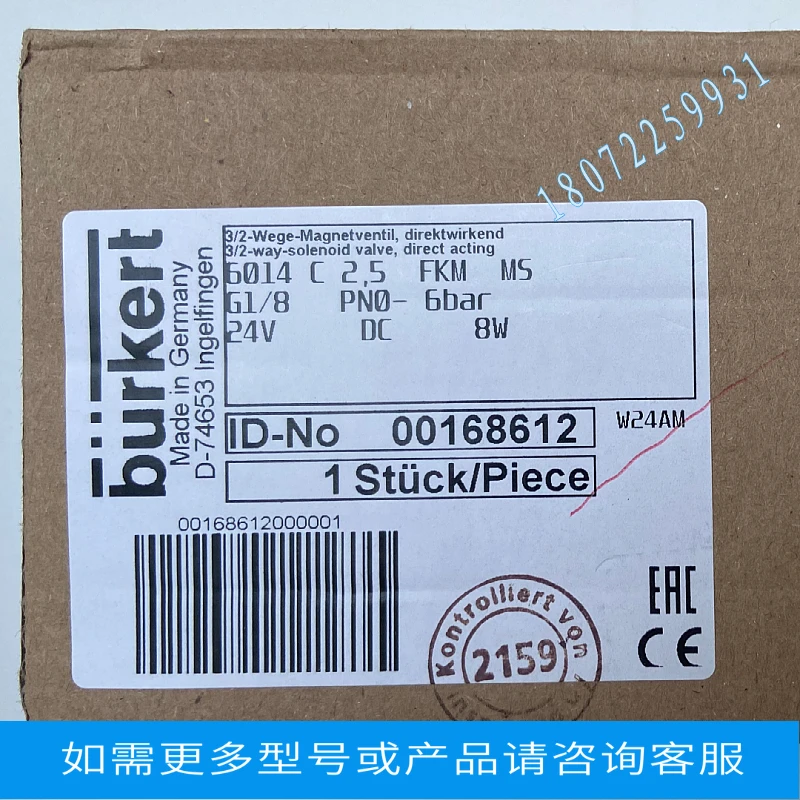 18072259931
bürkert
Made in Germany
D-74653 Ingelfingen
3/2-Wege-Magnetventil, direktwirkend
3/2-way-solenoid valve, direct acting
6014 C 2,5 FKM MS
G1/8 PN0- 6bar
24V DC 8W
ID-No 00168612
W24AM
1 Stück/Piece
00168612000001
Kontrolliert von
2159
EAC
CE
如需更多型号或产品请咨询客服